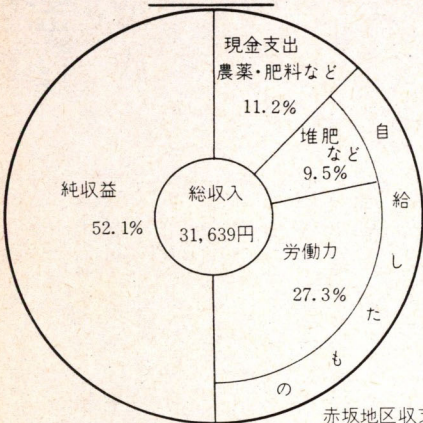 現金支出
農薬・肥料など
11.2%
堆肥
など
9.5%
自給したもの
純収益
52.1%
総収入
31,639円
労働力
27.3%
赤坂地区収支